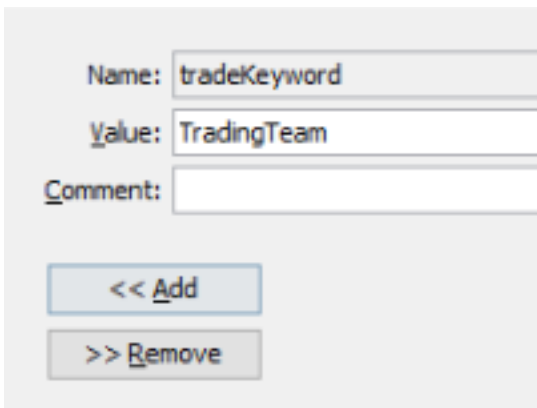 Name: tradeKeyword
Value: TradingTeam
Comment:
<< Add
>> Remove